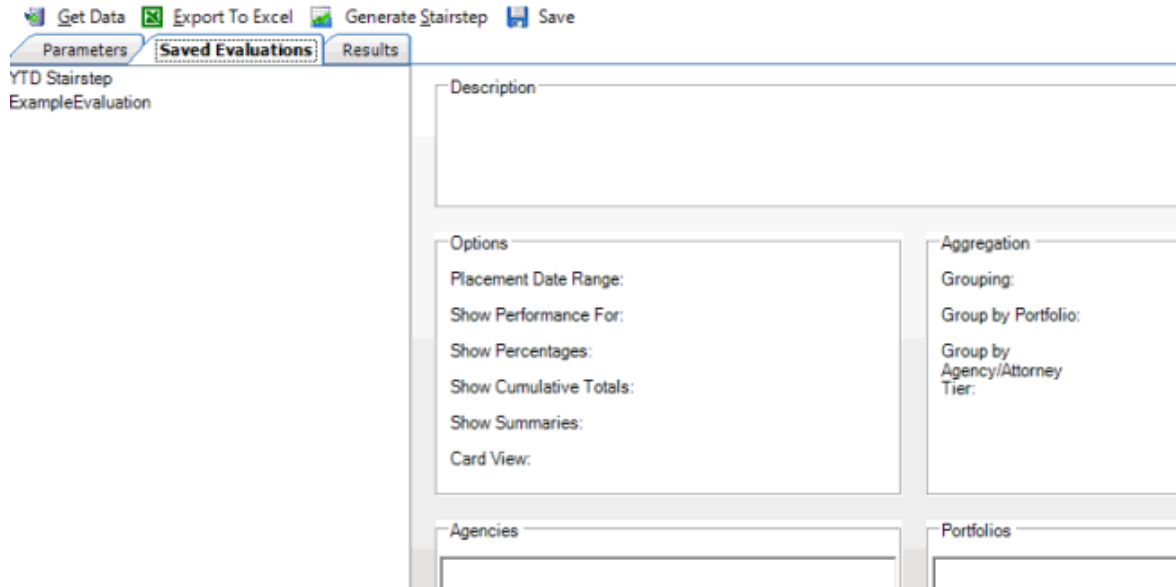 Get Data Export To Excel Generate Stairstep Save
Parameters Saved Evaluations Results
YTD Stairstep
ExampleEvaluation
Description
Options
Placement Date Range:
Show Performance For:
Show Percentages:
Show Cumulative Totals:
Show Summaries:
Card View:
Aggregation
Grouping:
Group by Portfolio:
Group by
Agency/Attorney
Tier:
Agencies
Portfolios